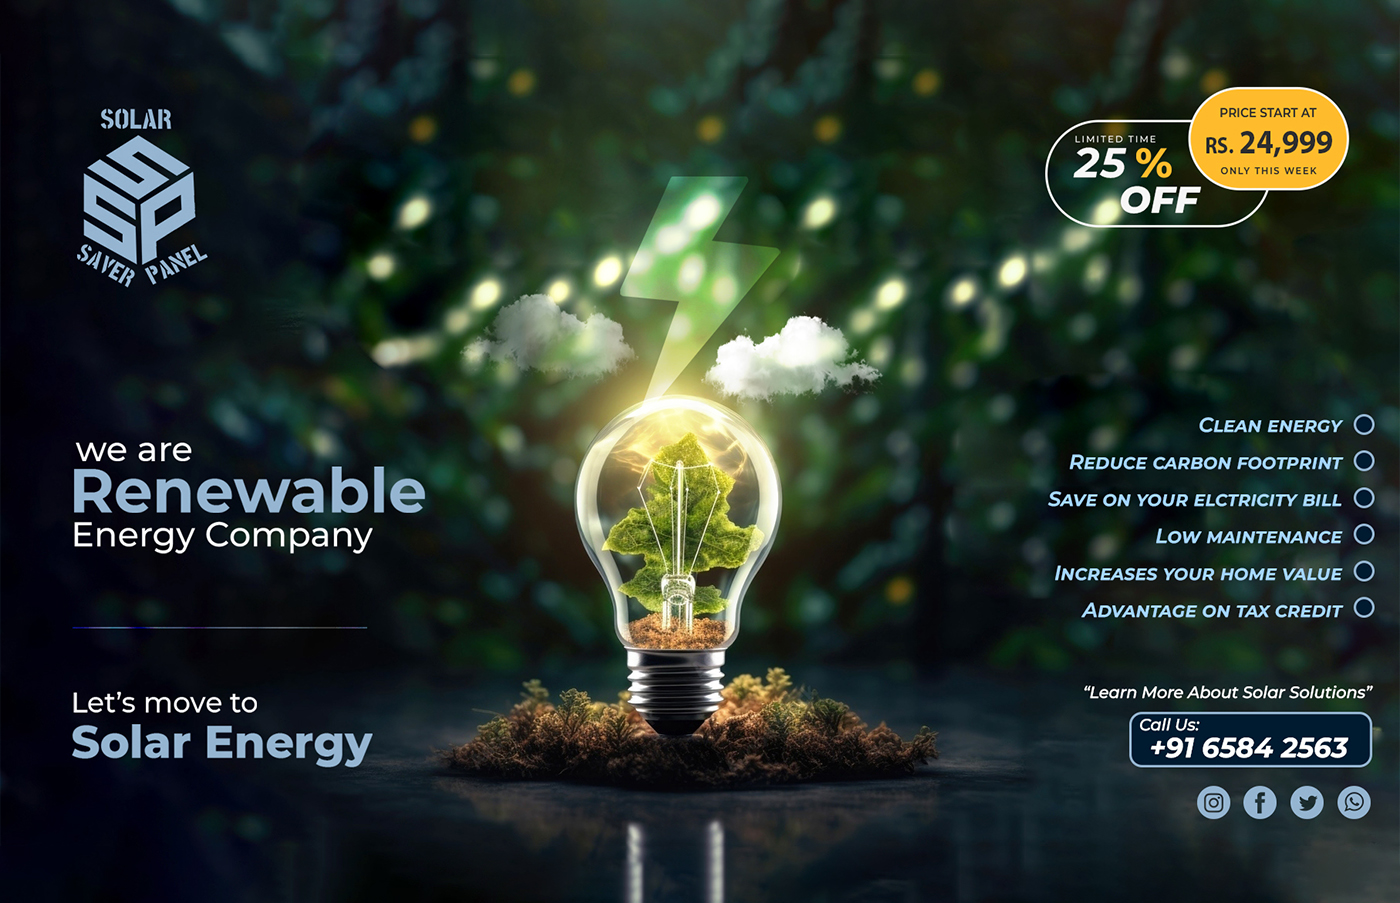 SOLAR
SSP
SAVER PANEL
we are
Renewable
Energy Company
Let's move to
Solar Energy
LIMITED TIME
25 %
OFF
PRICE START AT
RS. 24,999
ONLY THIS WEEK
CLEAN ENERGY
REDUCE CARBON FOOTPRINT
SAVE ON YOUR ELCTRICITY BILL
LOW MAINTENANCE
INCREASES YOUR HOME VALUE
ADVANTAGE ON TAX CREDIT
“Learn More About Solar Solutions”
Call Us:
+91 6584 2563